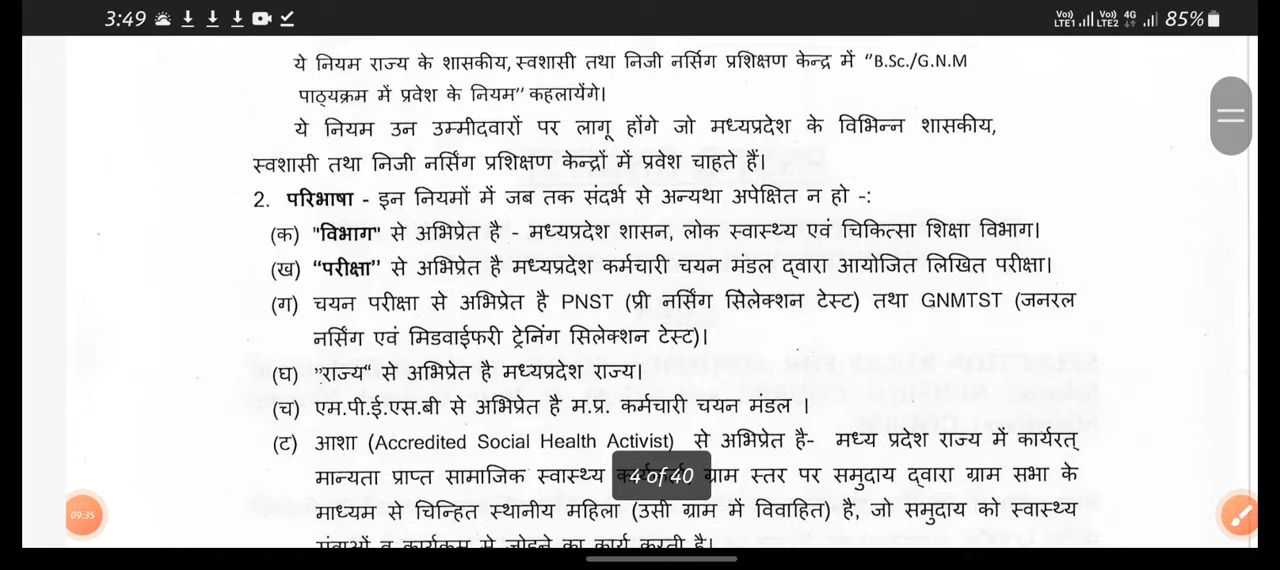 3:49
Vo) LTE1 Vo) LTE2 4G 85%
ये नियम राज्य के शासकीय, स्वशासी तथा निजी नर्सिग प्रशिक्षण केन्द्र में “B.Sc./G.N.M
पाठ्यक्रम में प्रवेश के नियम” कहलायेंगे।
ये नियम उन उम्मीदवारों पर लागू होंगे जो मध्यप्रदेश के विभिन्न शासकीय,
स्वशासी तथा निजी नर्सिंग प्रशिक्षण केन्द्रों में प्रवेश चाहते हैं।
2. परिभाषा - इन नियमों में जब तक संदर्भ से अन्यथा अपेक्षित न हो -:
(क) "विभाग" से अभिप्रेत है - मध्यप्रदेश शासन, लोक स्वास्थ्य एवं चिकित्सा शिक्षा विभाग।
(ख) “परीक्षा” से अभिप्रेत है मध्यप्रदेश कर्मचारी चयन मंडल द्वारा आयोजित लिखित परीक्षा।
(ग) चयन परीक्षा से अभिप्रेत है PNST (प्री नर्सिंग सिलेक्शन टेस्ट) तथा GNMTST (जनरल
नर्सिंग एवं मिडवाईफरी ट्रेनिंग सिलेक्शन टेस्ट)।
(घ) "राज्य" से अभिप्रेत है मध्यप्रदेश राज्य।
(च) एम.पी.ई.एस.बी से अभिप्रेत है म.प्र. कर्मचारी चयन मंडल ।
(ट) आशा (Accredited Social Health Activist) से अभिप्रेत है- मध्य प्रदेश राज्य में कार्यरत्
मान्यता प्राप्त सामाजिक स्वास्थ्य ग्राम स्तर पर समुदाय द्वारा ग्राम सभा के
4 of 40
माध्यम से चिन्हित स्थानीय महिला (उसी ग्राम में विवाहित) है, जो समुदाय को स्वास्थ्य
09:35
व कार्यक्रम से जोडने का कार्य करती है।